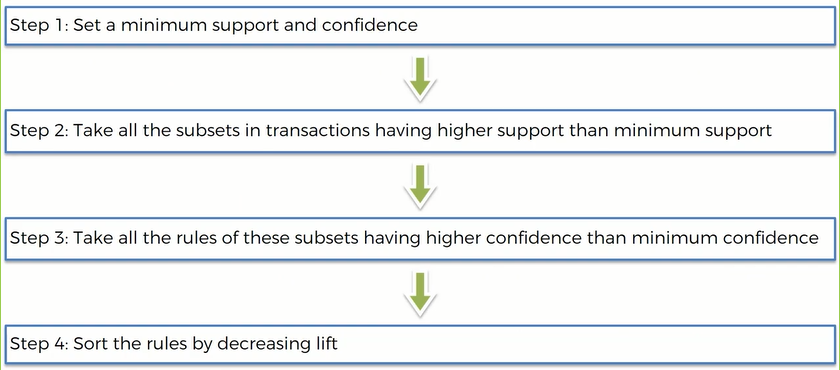 Step 1: Set a minimum support and confidence
Step 2: Take all the subsets in transactions having higher support than minimum support
Step 3: Take all the rules of these subsets having higher confidence than minimum confidence
Step 4: Sort the rules by decreasing lift